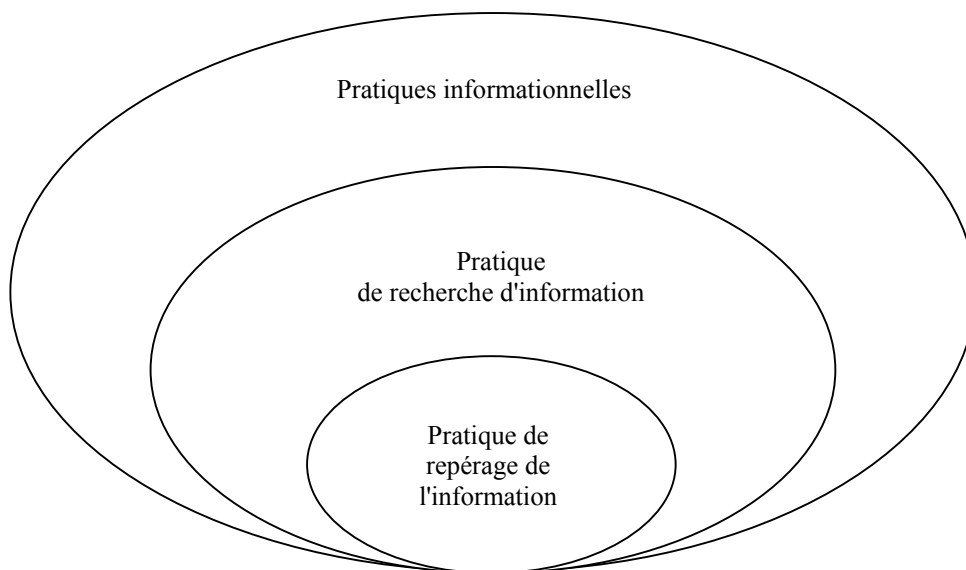 Pratiques informationnelles
Pratique
de recherche d'information
Pratique de
repérage de
l'information